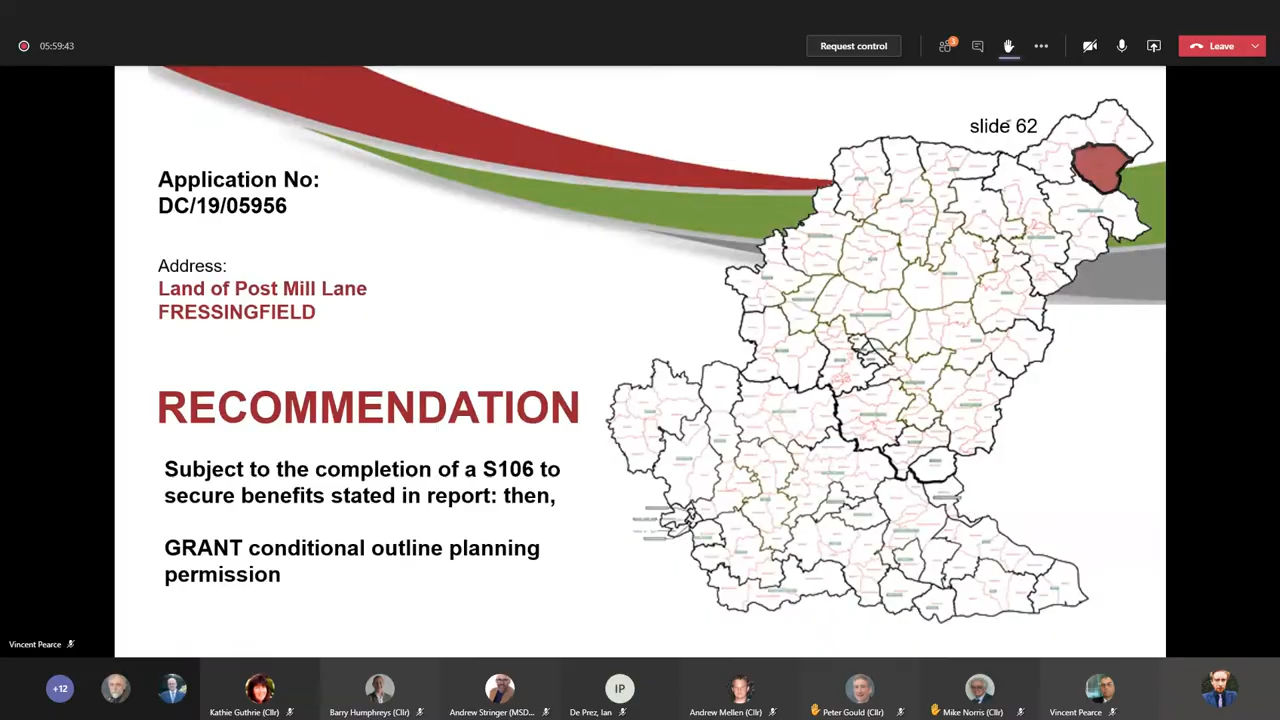 05:59:43
Request control
3
Leave
slide 62
Application No:
DC/19/05956
Address:
Land of Post Mill Lane
FRESSINGFIELD
RECOMMENDATION
Subject to the completion of a S106 to
secure benefits stated in report: then,
GRANT conditional outline planning
permission
Vincent Pearce
+12
Kathie Guthrie (Cllr)
Barry Humphreys (Cllr)
Andrew Stringer (MSD...
IP
De Prez, Ian
Andrew Mellen (Cllr)
Peter Gould (Cllr)
Mike Norris (Cllr)
Vincent Pearce